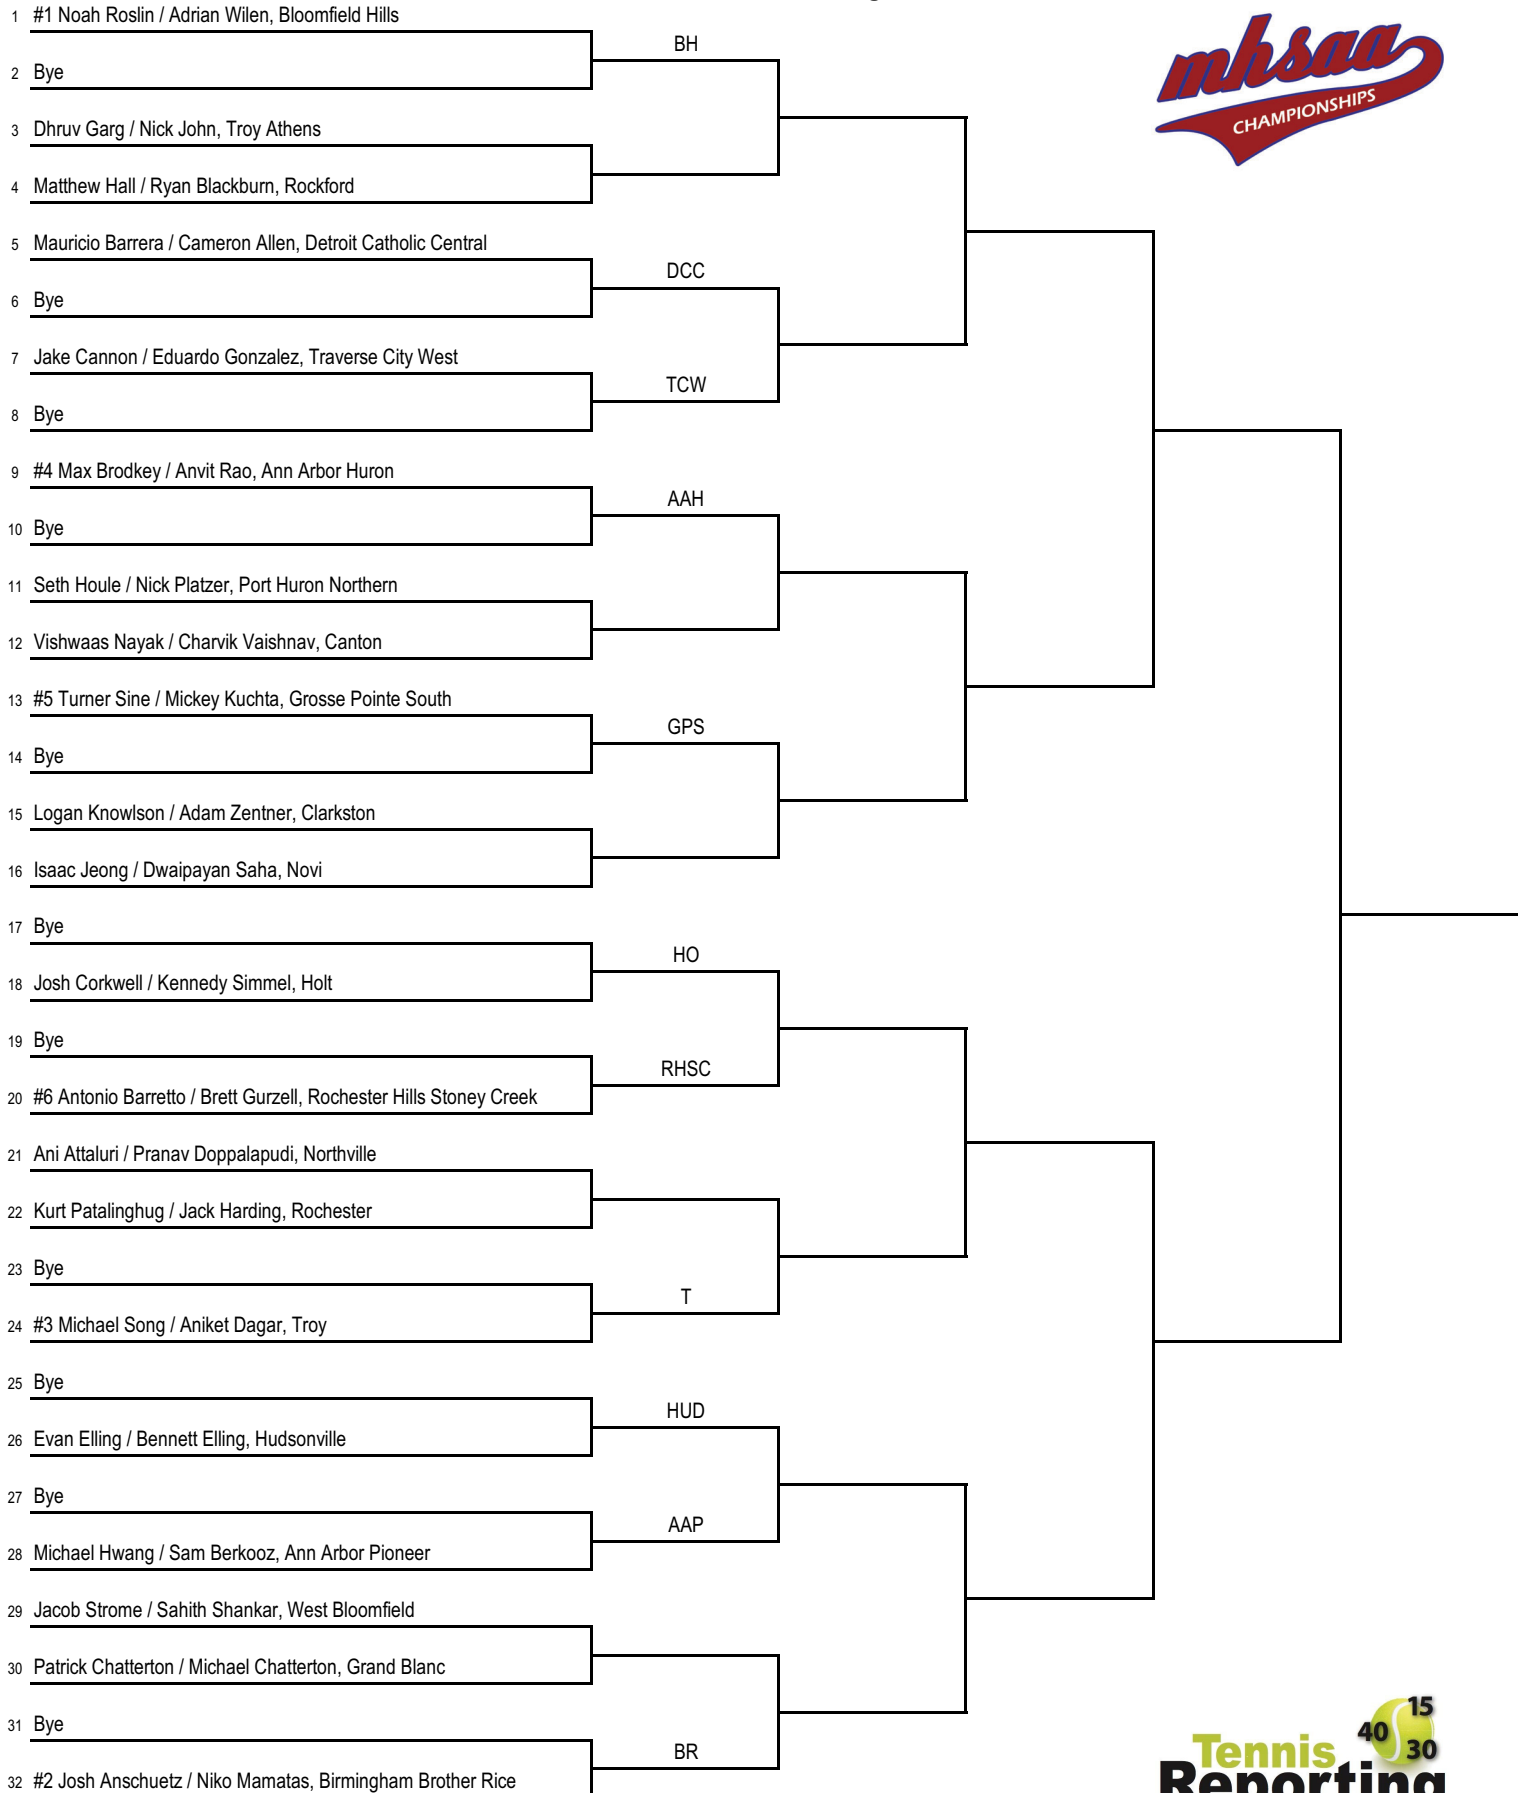 1 #1 Noah Roslin / Adrian Wilen, Bloomfield Hills
BH
2 Bye
3 Dhruv Garg / Nick John, Troy Athens
4 Matthew Hall / Ryan Blackburn, Rockford
5 Mauricio Barrera / Cameron Allen, Detroit Catholic Central
DCC
6 Bye
7 Jake Cannon / Eduardo Gonzalez, Traverse City West
TCW
8 Bye
9 #4 Max Brodkey / Anvit Rao, Ann Arbor Huron
AAH
10 Bye
11 Seth Houle / Nick Platzer, Port Huron Northern
12 Vishwaas Nayak / Charvik Vaishnav, Canton
13 #5 Turner Sine / Mickey Kuchta, Grosse Pointe South
GPS
14 Bye
15 Logan Knowlson / Adam Zentner, Clarkston
16 Isaac Jeong / Dwaipayan Saha, Novi
17 Bye
HO
18 Josh Corkwell / Kennedy Simmel, Holt
19 Bye
RHSC
20 #6 Antonio Barretto / Brett Gurzell, Rochester Hills Stoney Creek
21 Ani Attaluri / Pranav Doppalapudi, Northville
22 Kurt Patalinghug / Jack Harding, Rochester
23 Bye
T
24 #3 Michael Song / Aniket Dagar, Troy
25 Bye
HUD
26 Evan Elling / Bennett Elling, Hudsonville
27 Bye
AAP
28 Michael Hwang / Sam Berkooz, Ann Arbor Pioneer
29 Jacob Strome / Sahith Shankar, West Bloomfield
30 Patrick Chatterton / Michael Chatterton, Grand Blanc
31 Bye
BR
32 #2 Josh Anschuetz / Niko Mamatas, Birmingham Brother Rice
mhsaa
CHAMPIONSHIPS
15
40
30
Tennis
Reporting